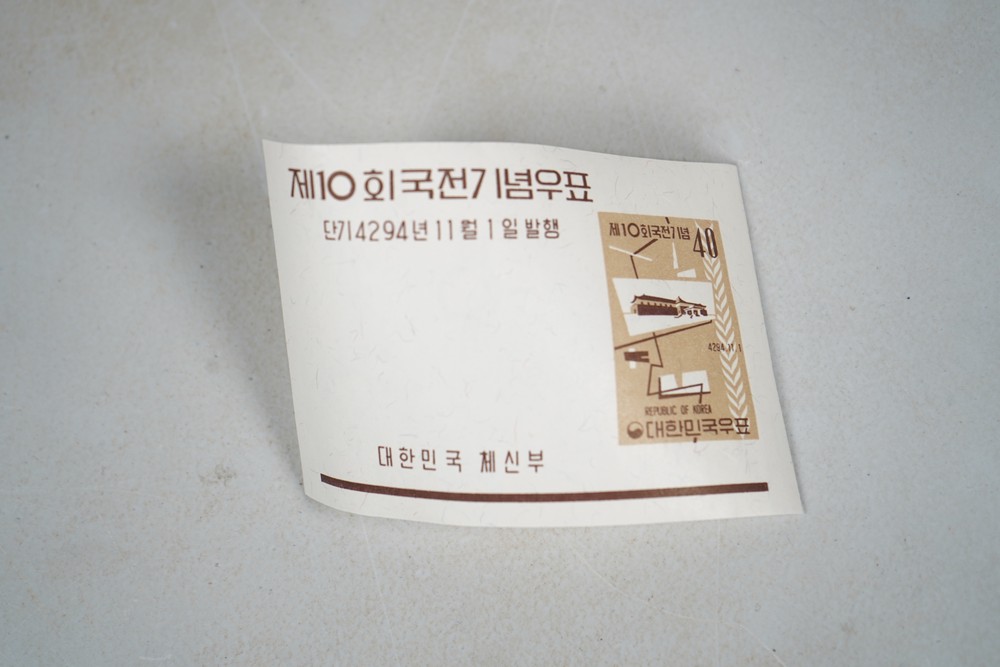 제10회국전기념우표
단기4294년11월1일발행
제10회국전기념
40
4294.11.1
REPUBLIC OF KOREA
대한민국우표
대한민국 체신부